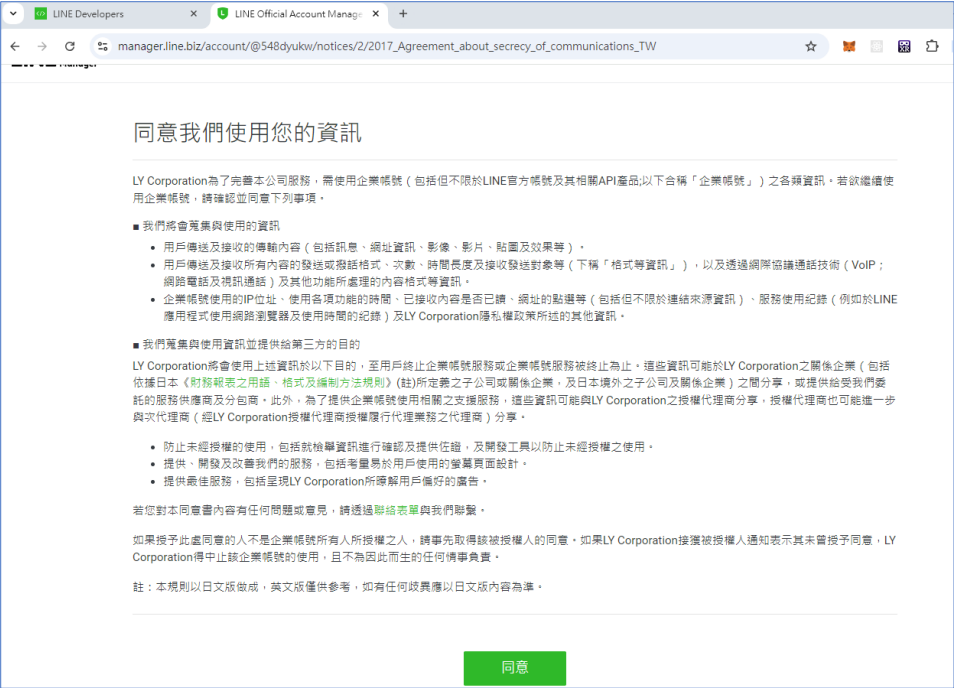 LINE Developers
LINE Official Account Manage
manager.line.biz/account/@548dyukw/notices/2/2017_Agreement_about_secrecy_of_communications_TW
Manager
同意我們使用您的資訊
LY Corporation為了完善本公司服務，需使用企業帳號（包括但不限於LINE官方帳號及其相關API產品;以下合稱「企業帳號」）之各類資訊。若欲繼續使
用企業帳號，請確認並同意下列事項。
■ 我們將會蒐集與使用的資訊
• 用戶傳送及接收的傳輸內容（包括訊息、網址資訊、影像、影片、貼圖及效果等）。
• 用戶傳送及接收所有內容的發送或撥話格式、次數、時間長度及接收發送對象等（下稱「格式等資訊」），以及透過網際協議通話技術（VoIP；
網路電話及視訊通話）及其他功能所處理的內容格式等資訊。
• 企業帳號使用的IP位址、使用各項功能的時間、已接收內容是否已讀、網址的點選等（包括但不限於連結來源資訊）、服務使用紀錄（例如於LINE
應用程式使用網路瀏覽器及使用時間的紀錄）及LY Corporation隱私權政策所述的其他資訊。
■ 我們蒐集與使用資訊並提供給第三方的目的
LY Corporation將會使用上述資訊於以下目的，至用戶終止企業帳號服務或企業帳號服務被終止為止。這些資訊可能於LY Corporation之關係企業（包括
依據日本《財務報表之用語、格式及編制方法規則》(註)所定義之子公司或關係企業，及日本境外之子公司及關係企業）之間分享，或提供給受我們委
託的服務供應商及分包商。此外，為了提供企業帳號使用相關之支援服務，這些資訊可能與LY Corporation之授權代理商分享，授權代理商也可能進一步
與次代理商（經LY Corporation授權代理商授權履行代理業務之代理商）分享。
• 防止未經授權的使用，包括就檢舉資訊進行確認及提供佐證，及開發工具以防止未經授權之使用。
• 提供、開發及改善我們的服務，包括考量易於用戶使用的螢幕頁面設計。
• 提供最佳服務，包括呈現LY Corporation所瞭解用戶偏好的廣告。
若您對本同意書內容有任何問題或意見，請透過聯絡表單與我們聯繫。
如果授予此處同意的人不是企業帳號所有人所授權之人，請事先取得該被授權人的同意。如果LY Corporation接獲被授權人通知表示其未曾授予同意，LY
Corporation得中止該企業帳號的使用，且不為因此而生的任何情事負責。
註：本規則以日文版做成，英文版僅供參考，如有任何歧異應以日文版內容為準。
同意